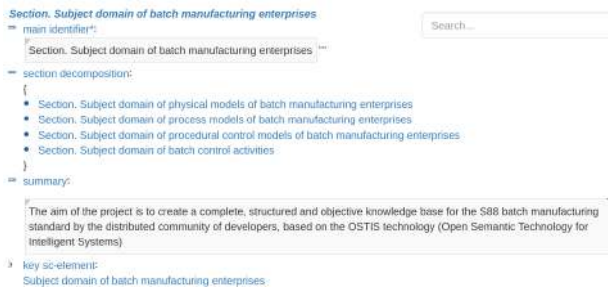 Section. Subject domain of batch manufacturing enterprises
main identifier*:
Search...
Section. Subject domain of batch manufacturing enterprises
section decomposition:
{
• Section. Subject domain of physical models of batch manufacturing enterprises
• Section. Subject domain of process models of batch manufacturing enterprises
• Section. Subject domain of procedural control models of batch manufacturing enterprises
• Section. Subject domain of batch control activities
}
summary:
The aim of the project is to create a complete, structured and objective knowledge base for the S88 batch manufacturing
standard by the distributed community of developers, based on the OSTIS technology (Open Semantic Technology for
Intelligent Systems)
key sc-element:
Subject domain of batch manufacturing enterprises